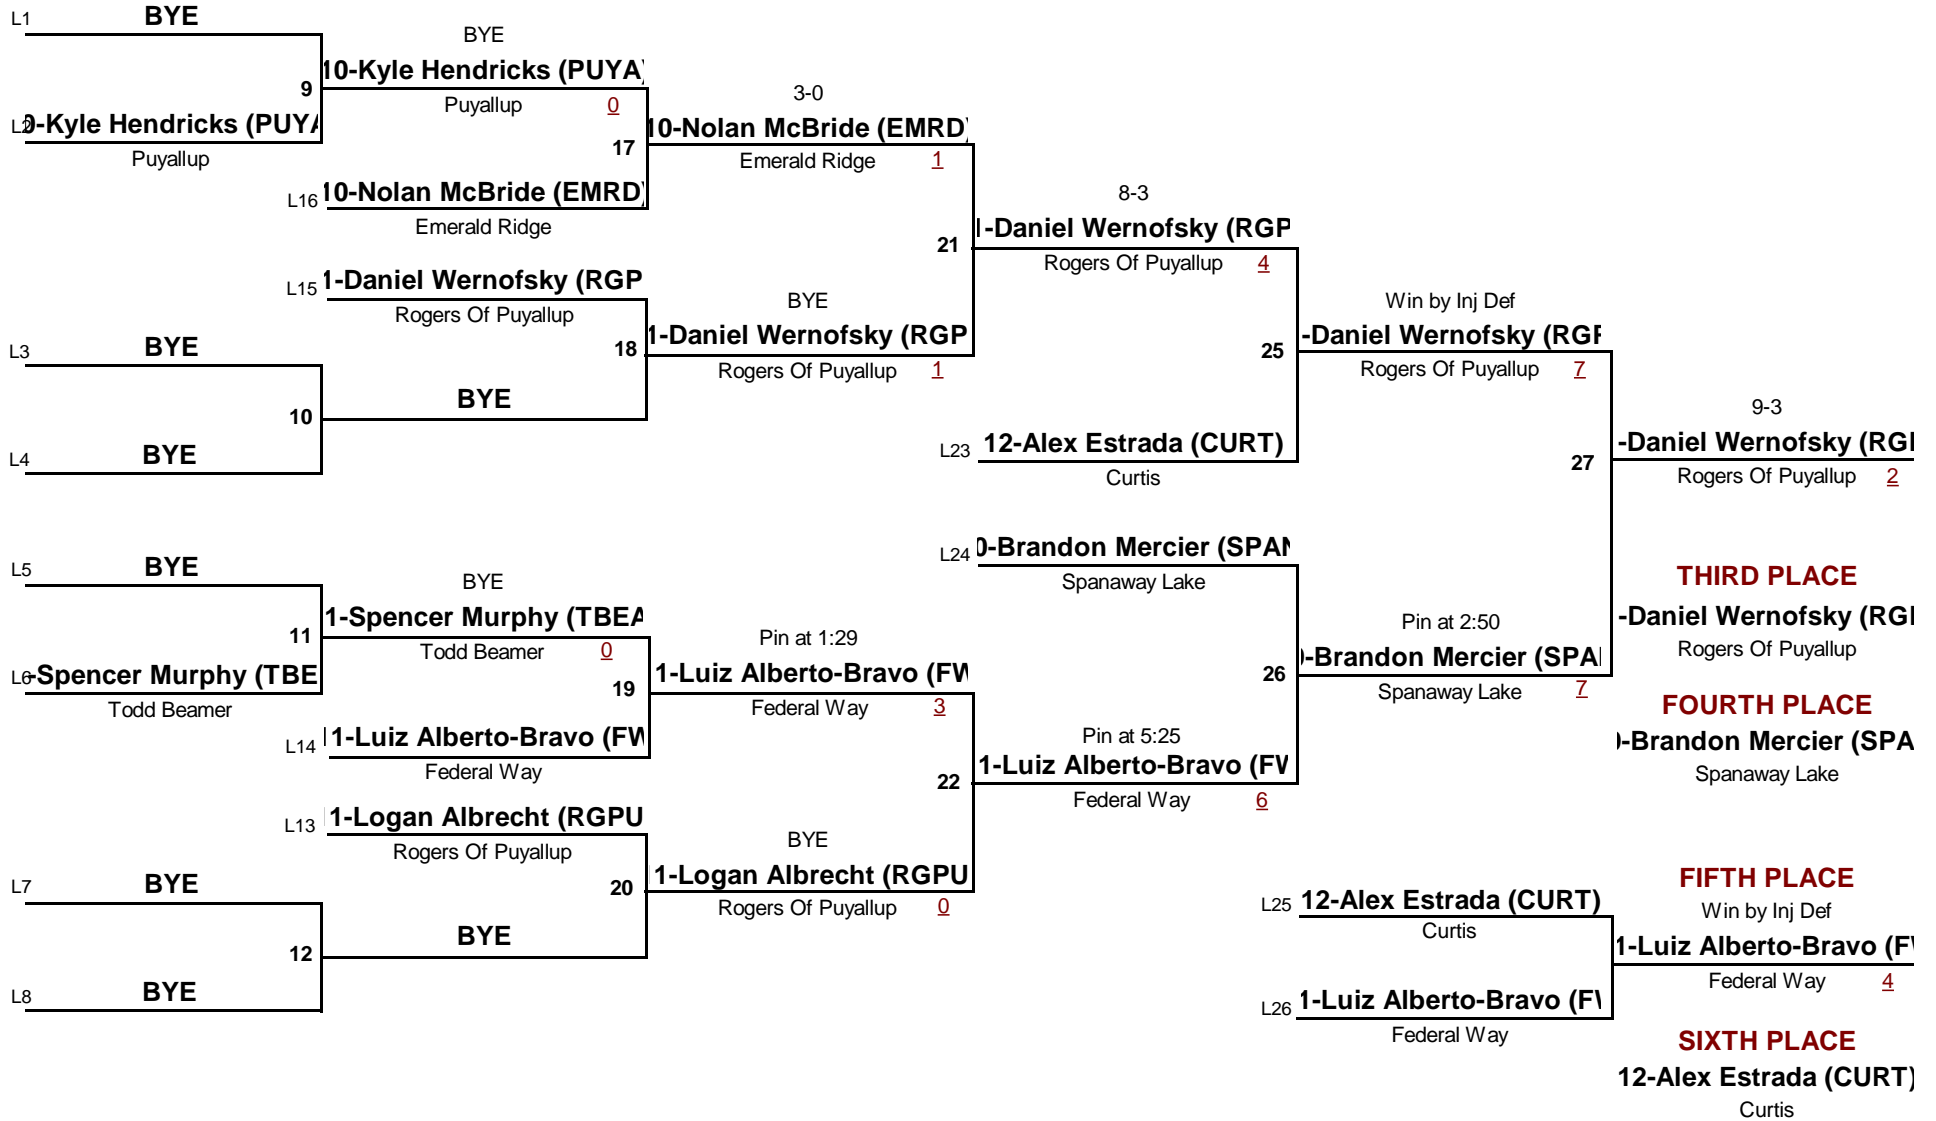 L1
BYE
9
L2
0-Kyle Hendricks (PUYA
Puyallup
BYE
10-Kyle Hendricks (PUYA)
Puyallup
0
17
L16
10-Nolan McBride (EMRD)
Emerald Ridge
3-0
10-Nolan McBride (EMRD)
Emerald Ridge
1
L15
1-Daniel Wernofsky (RGP
Rogers Of Puyallup
18
L3
BYE
10
L4
BYE
BYE
BYE
1-Daniel Wernofsky (RGP
Rogers Of Puyallup
1
21
8-3
1-Daniel Wernofsky (RGP
Rogers Of Puyallup
4
25
L23
12-Alex Estrada (CURT)
Curtis
Win by Inj Def
-Daniel Wernofsky (RGP
Rogers Of Puyallup
7
27
9-3
-Daniel Wernofsky (RGI
Rogers Of Puyallup
2
L5
BYE
11
L6
-Spencer Murphy (TBE
Todd Beamer
BYE
1-Spencer Murphy (TBEA
Todd Beamer
0
19
L14
1-Luiz Alberto-Bravo (FW
Federal Way
Pin at 1:29
1-Luiz Alberto-Bravo (FW
Federal Way
3
22
L13
1-Logan Albrecht (RGPU
Rogers Of Puyallup
20
L7
BYE
12
L8
BYE
BYE
BYE
1-Logan Albrecht (RGPU
Rogers Of Puyallup
0
L24
0-Brandon Mercier (SPAN
Spanaway Lake
26
Pin at 5:25
1-Luiz Alberto-Bravo (FW
Federal Way
6
Pin at 2:50
0-Brandon Mercier (SPA
Spanaway Lake
7
THIRD PLACE
-Daniel Wernofsky (RGI
Rogers Of Puyallup
FOURTH PLACE
0-Brandon Mercier (SPA
Spanaway Lake
L25
12-Alex Estrada (CURT)
Curtis
L26
1-Luiz Alberto-Bravo (FW
Federal Way
FIFTH PLACE
Win by Inj Def
1-Luiz Alberto-Bravo (FW
Federal Way
4
SIXTH PLACE
12-Alex Estrada (CURT)
Curtis